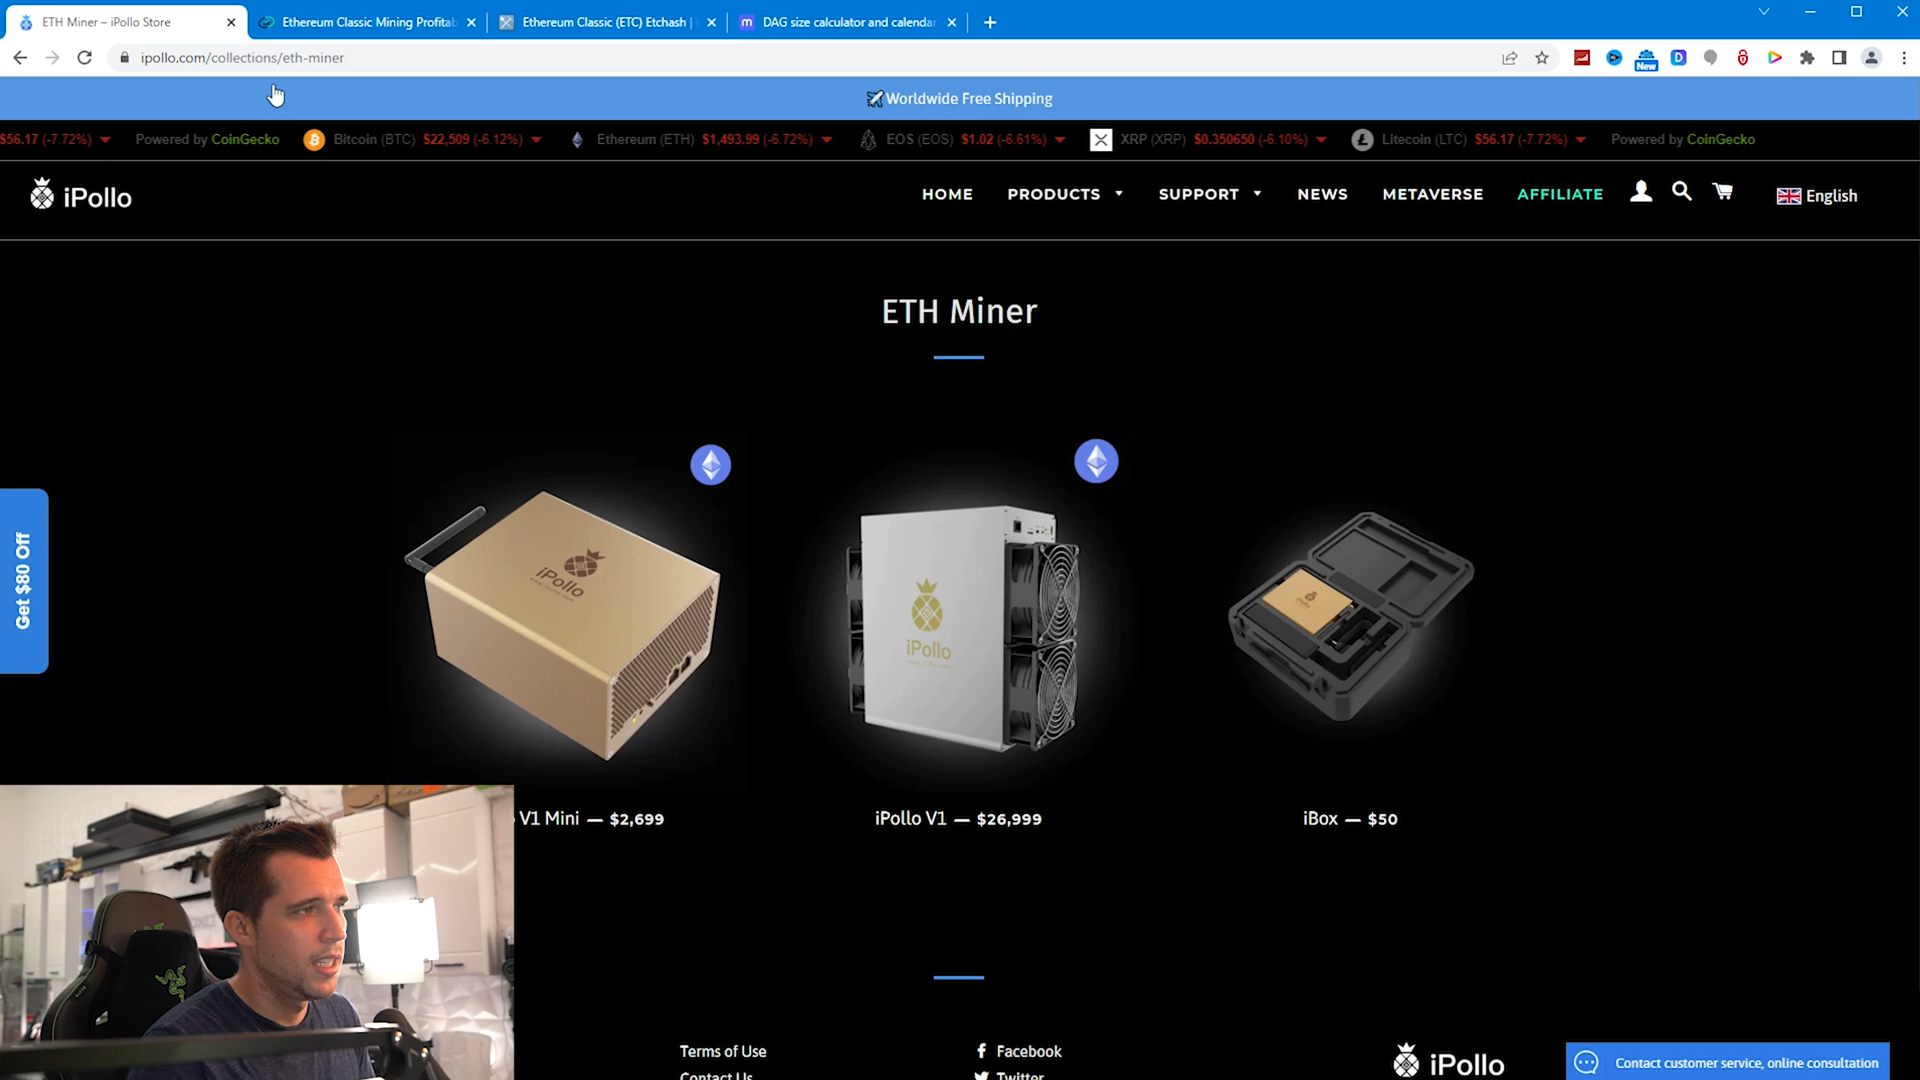 ETH Miner – iPollo Store
Ethereum Classic Mining Profitab
Ethereum Classic (ETC) Etchash |
DAG size calculator and calendar
ipollo.com/collections/eth-miner
New
Worldwide Free Shipping
$56.17 (-7.72%) Powered by CoinGecko Bitcoin (BTC) $22,509 (-6.12%) Ethereum (ETH) $1,493.99 (-6.72%) EOS (EOS) $1.02 (-6.61%) XRP (XRP) $0.350650 (-6.10%) Litecoin (LTC) $56.17 (-7.72%) Powered by CoinGecko
iPollo
HOME PRODUCTS SUPPORT NEWS METAVERSE AFFILIATE English
ETH Miner
Get $80 Off
iPollo
iPollo
iPollo
V1 Mini — $2,699
iPollo V1 — $26,999
iBox — $50
Terms of Use
Contact Us
Facebook
Twitter
iPollo
Contact customer service, online consultation